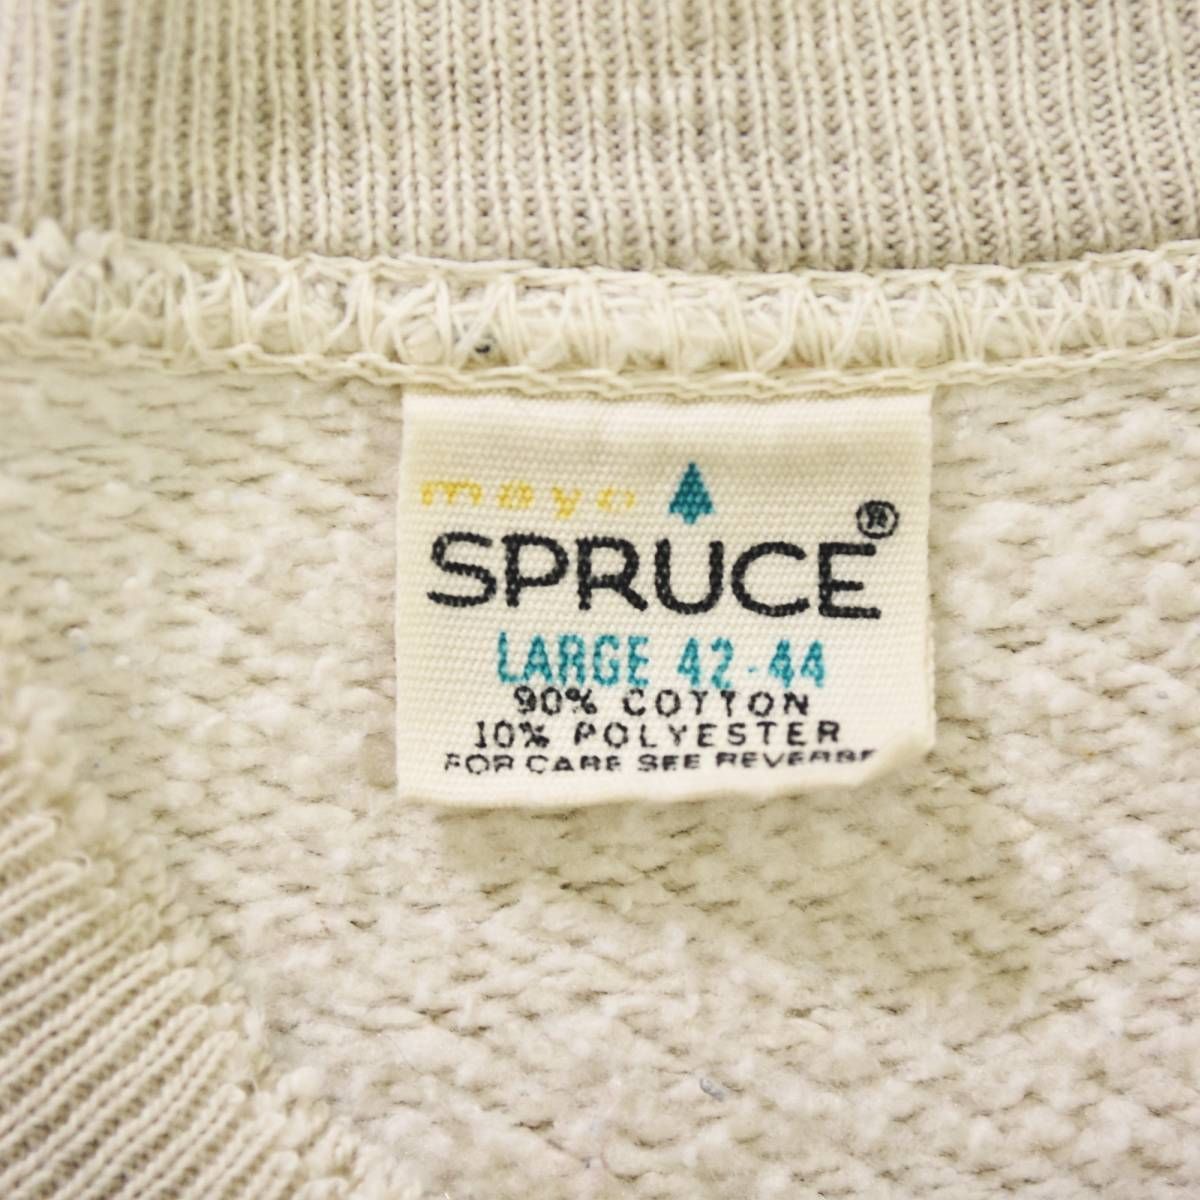 mayo
SPRUCE®
LARGE 42-44
90% COTTON
10% POLYESTER
FOR CARE SEE REVERSE